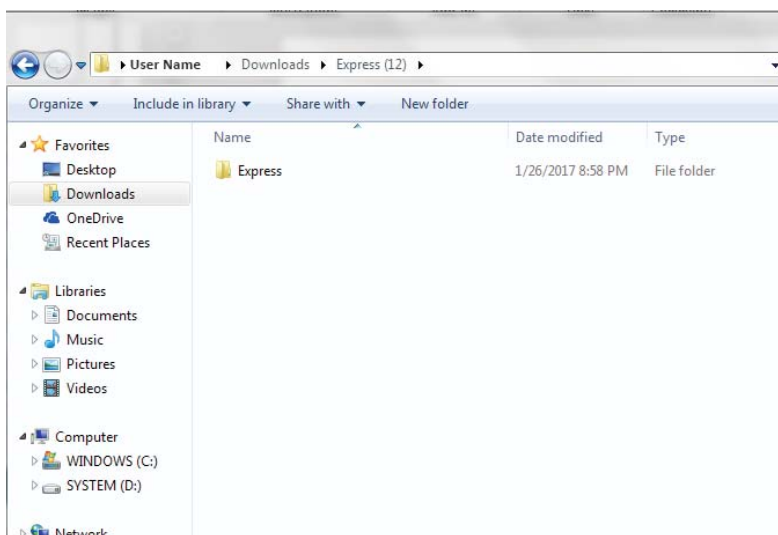 User Name Downloads Express (12)
Organize Include in library Share with New folder
Name Date modified Type
Express 1/26/2017 8:58 PM File folder
Favorites
Desktop
Downloads
OneDrive
Recent Places
Libraries
Documents
Music
Pictures
Videos
Computer
WINDOWS (C:)
SYSTEM (D:)
Network